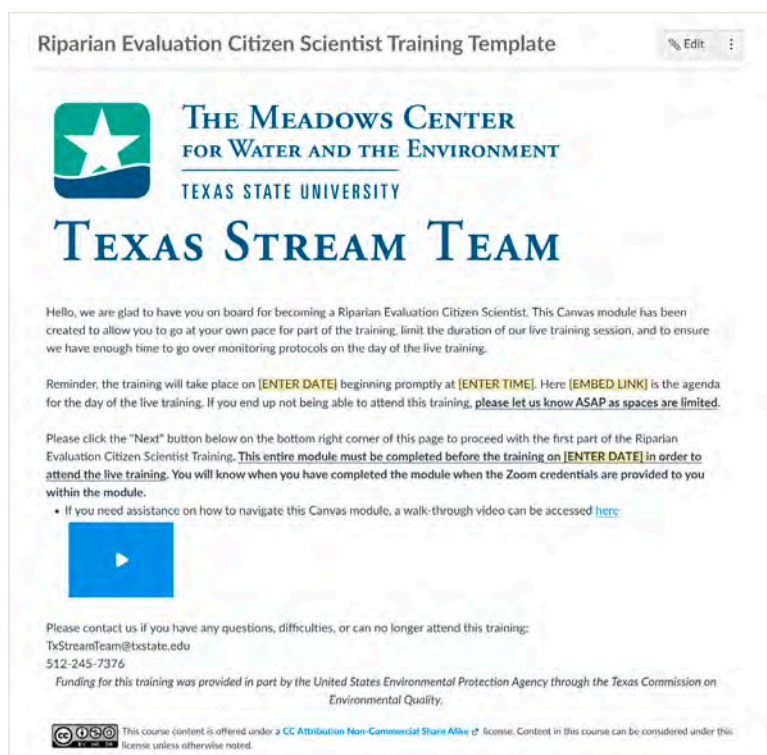 Riparian Evaluation Citizen Scientist Training Template
Edit
THE MEADOWS CENTER
FOR WATER AND THE ENVIRONMENT
TEXAS STATE UNIVERSITY
TEXAS STREAM TEAM
Hello, we are glad to have you on board for becoming a Riparian Evaluation Citizen Scientist. This Canvas module has been
created to allow you to go at your own pace for part of the training, limit the duration of our live training session, and to ensure
we have enough time to go over monitoring protocols on the day of the live training.
Reminder, the training will take place on [ENTER DATE] beginning promptly at [ENTER TIME]. Here [EMBED LINK] is the agenda
for the day of the live training. If you end up not being able to attend this training, please let us know ASAP as spaces are limited.
Please click the "Next" button below on the bottom right corner of this page to proceed with the first part of the Riparian
Evaluation Citizen Scientist Training. This entire module must be completed before the training on [ENTER DATE] in order to
attend the live training. You will know when you have completed the module when the Zoom credentials are provided to you
within the module.
• If you need assistance on how to navigate this Canvas module, a walk-through video can be accessed here
Please contact us if you have any questions, difficulties, or can no longer attend this training:
TxStreamTeam@txstate.edu
512-245-7376
Funding for this training was provided in part by the United States Environmental Protection Agency through the Texas Commission on
Environmental Quality.
This course content is offered under a CC Attribution Non-Commercial Share Alike license. Content in this course can be considered under this
license unless otherwise noted.
CC
BY NC SA